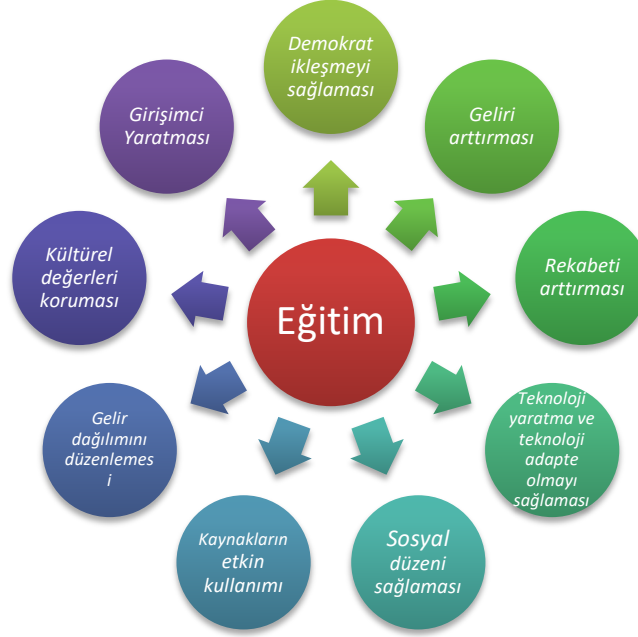 Demokrat
ikleşmeyi
sağlaması
Geliri
arttırması
Rekabeti
arttırması
Teknoloji
yaratma ve
teknoloji
adapte
olmayı
sağlaması
Sosyal
düzeni
sağlaması
Kaynakların
etkin
kullanımı
Gelir
dağılımını
düzenlemes
i
Kültürel
değerleri
koruması
Girişimci
Yaratması
Eğitim